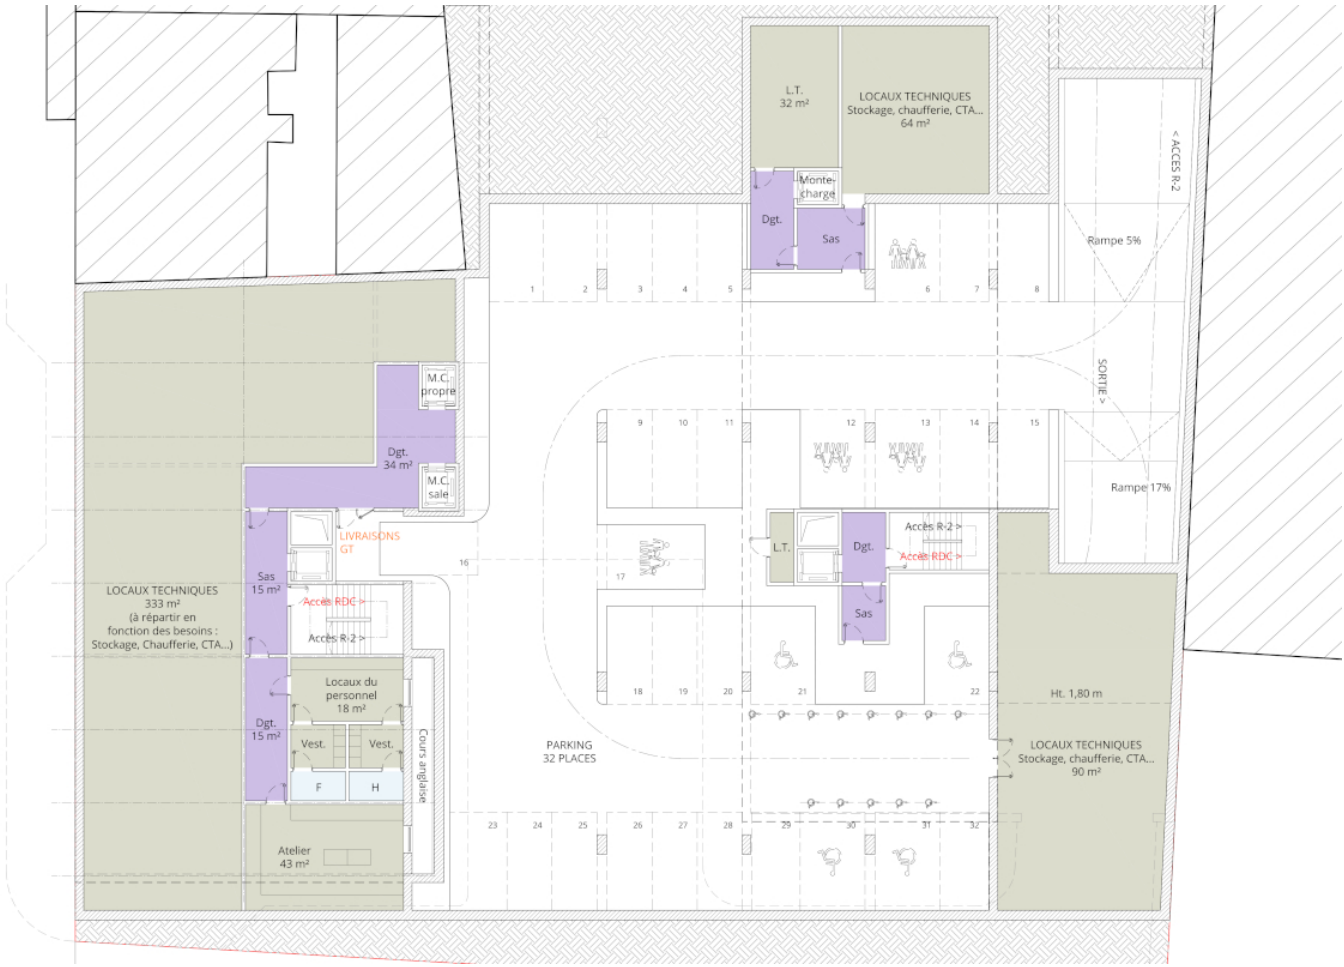 L.T.
32 m²
LOCAUX TECHNIQUES
Stockage, chaufferie, CTA...
64 m²
< ACCES R-2
Monte-
charge
Dgt.
Sas
Rampe 5%
1
2
3
4
5
6
7
8
SORTIE >
M.C.
propre
Dgt.
34 m²
M.C.
sale
9
10
11
12
13
14
15
Rampe 17%
LIVRAISONS
GT
Accès R-2 >
Accès RDC >
L.T.
Dgt.
16
17
Sas
15 m²
LOCAUX TECHNIQUES
333 m²
(à répartir en
fonction des besoins :
Stockage, Chaufferie, CTA...)
Accès RDC >
Accès R-2 >
Sas
Locaux du
personnel
18 m²
18
19
20
21
22
Ht. 1,80 m
Dgt.
15 m²
Vest.
Vest.
F
H
Cours anglaise
PARKING
32 PLACES
LOCAUX TECHNIQUES
Stockage, chaufferie, CTA...
90 m²
23
24
25
26
27
28
29
30
31
32
Atelier
43 m²